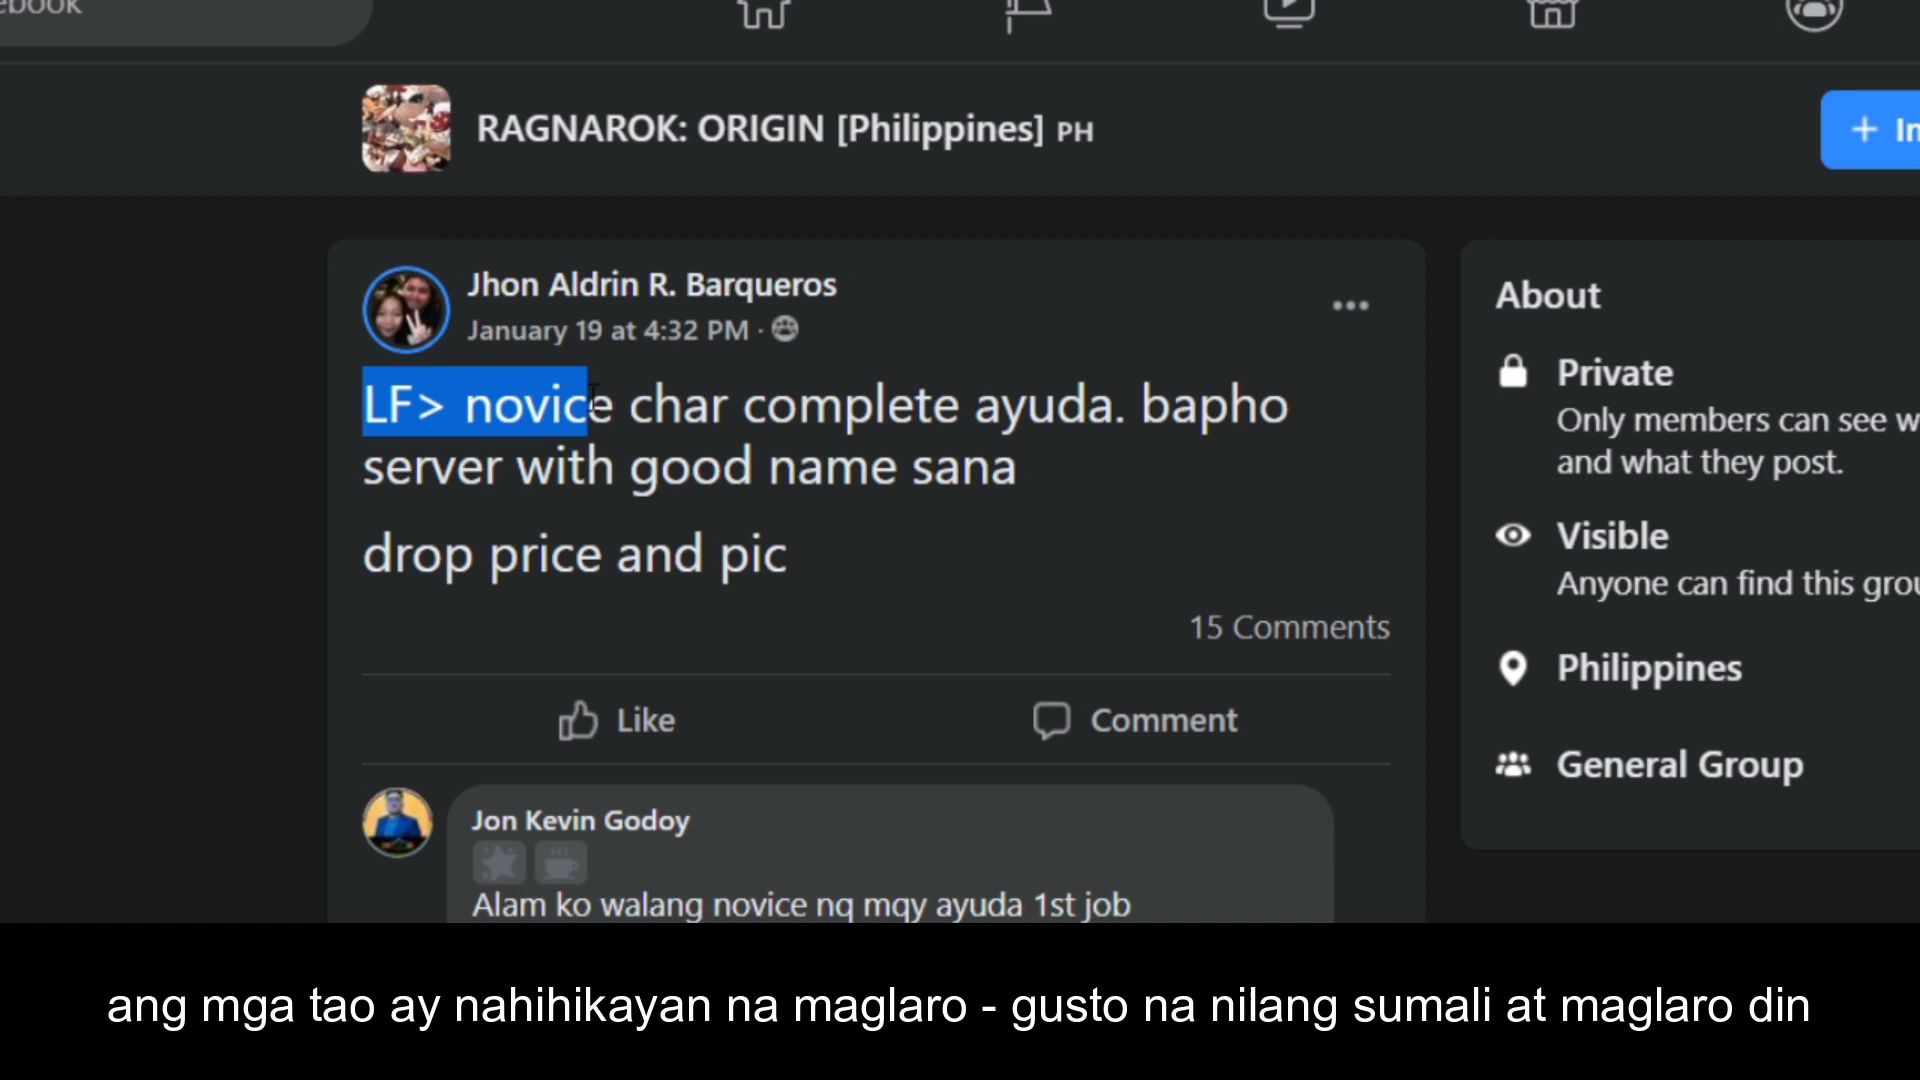 ebook
RAGNAROK: ORIGIN [Philippines] PH
+ In
Jhon Aldrin R. Barqueros
January 19 at 4:32 PM ·
LF> novice char complete ayuda. bapho
server with good name sana
drop price and pic
15 Comments
Like
Comment
Jon Kevin Godoy
Alam ko walang novice nq mqy ayuda 1st job
About
Private
Only members can see w
and what they post.
Visible
Anyone can find this grou
Philippines
General Group
ang mga tao ay nahihikayan na maglaro - gusto na nilang sumali at maglaro din